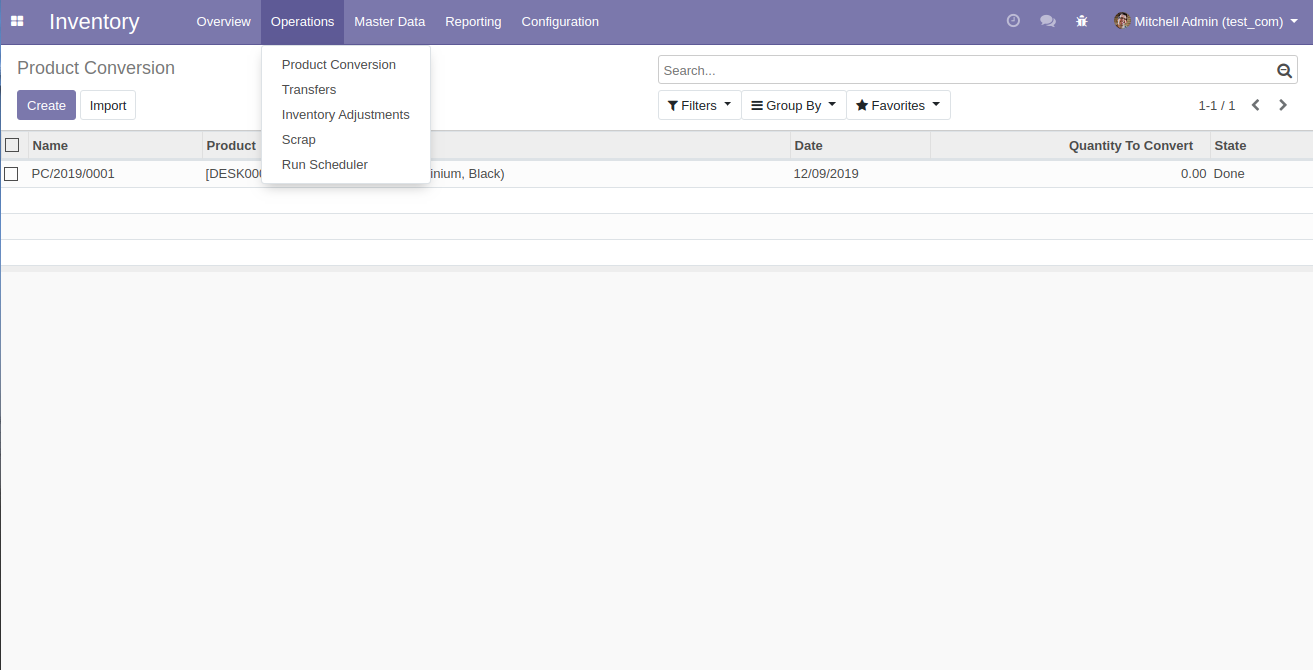 Inventory Overview Operations Master Data Reporting Configuration Mitchell Admin (test_com)
Product Conversion
Search...
Create Import
Filters Group By Favorites 1-1 / 1
Product Conversion
Transfers
Inventory Adjustments
Scrap
Run Scheduler
Name Product Date Quantity To Convert State
PC/2019/0001 [DESK00 inium, Black) 12/09/2019 0.00 Done